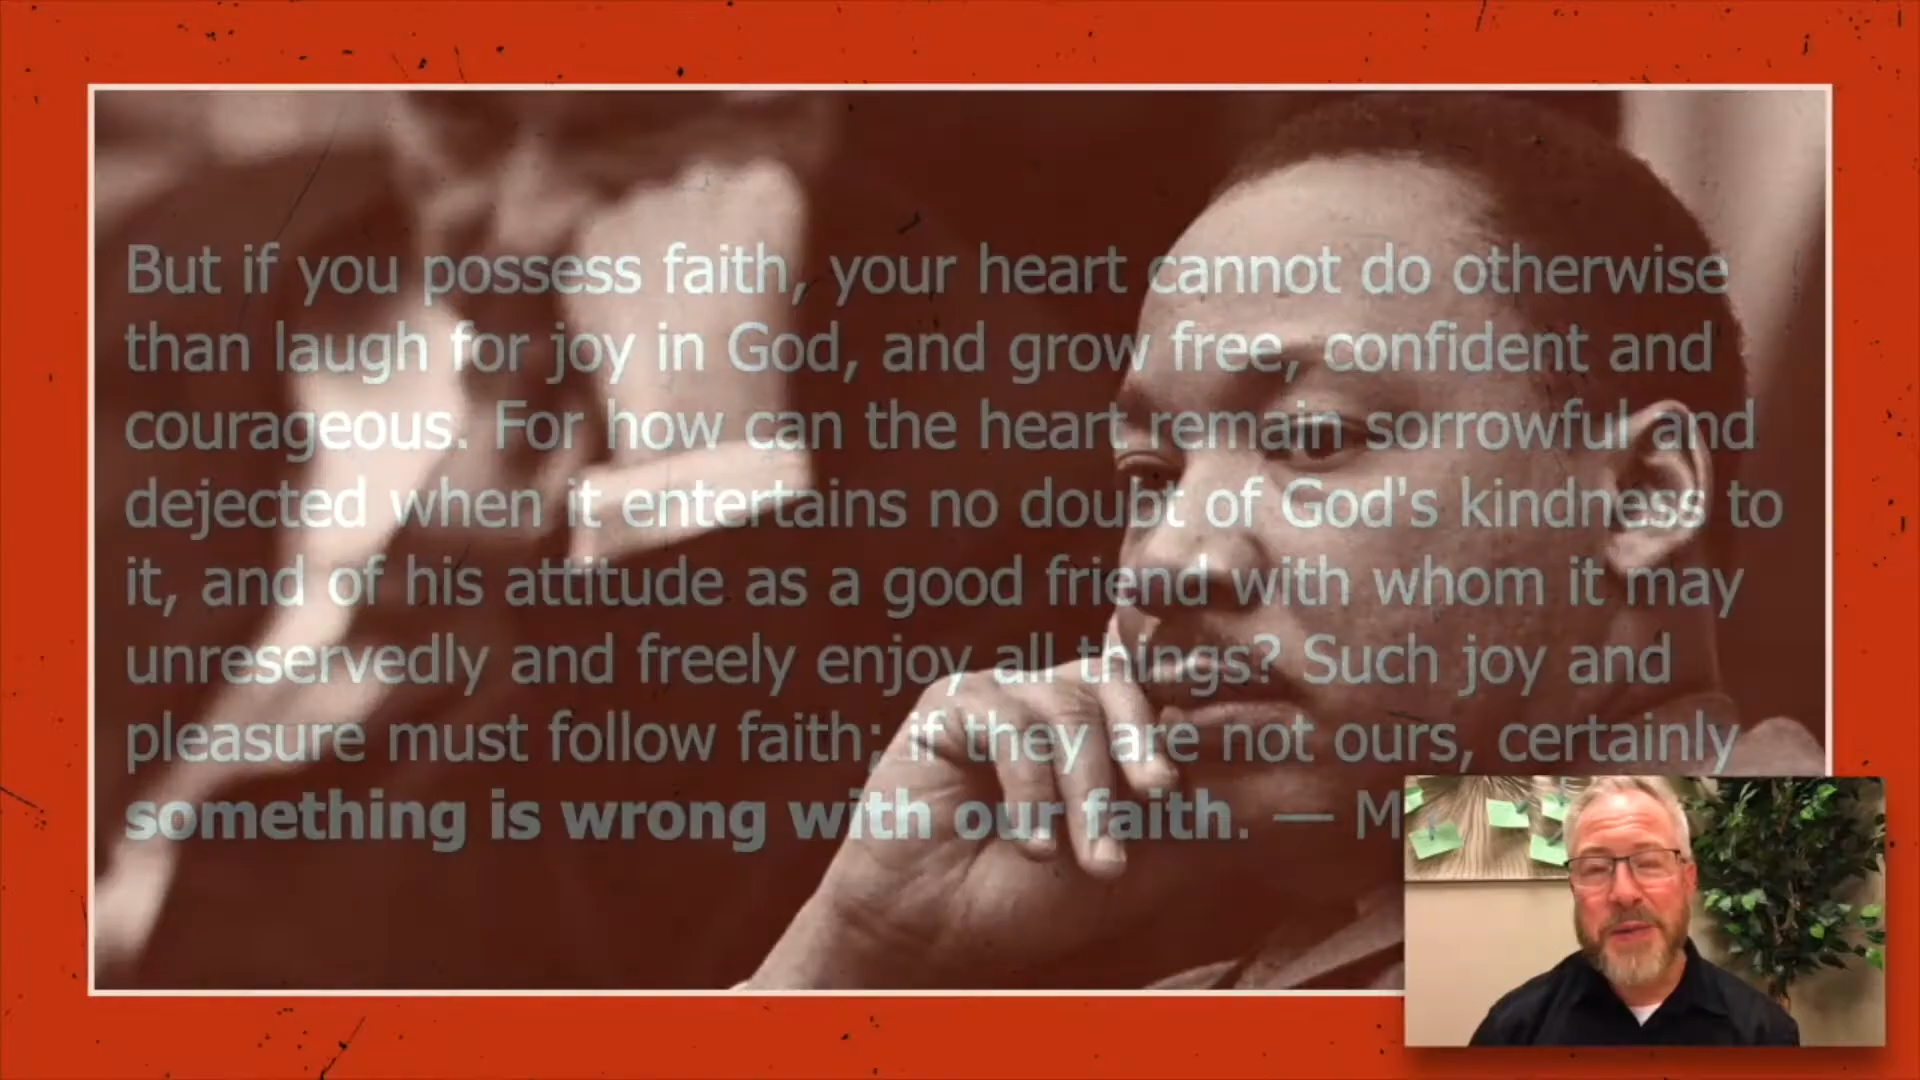 But if you possess faith, your heart cannot do otherwise
than laugh for joy in God, and grow free, confident and
courageous. For how can the heart remain sorrowful and
dejected when it entertains no doubt of God's kindness to
it, and of his attitude as a good friend with whom it may
unreservedly and freely enjoy all things? Such joy and
pleasure must follow faith; if they are not ours, certainly
something is wrong with our faith. — M